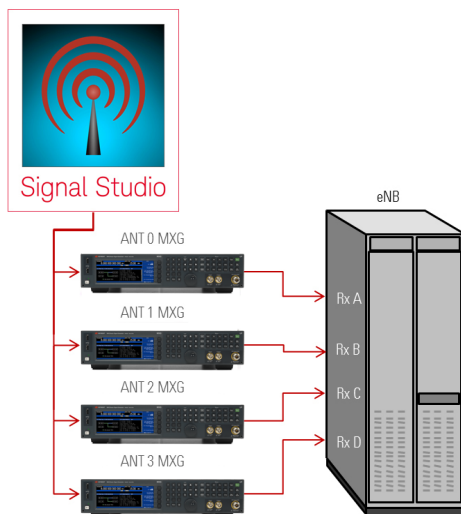 Signal Studio
eNB
ANT 0 MXG
Rx A
ANT 1 MXG
Rx B
ANT 2 MXG
Rx C
ANT 3 MXG
Rx D